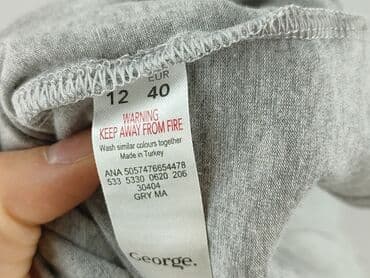 EUR
12 40
WARNING
KEEP AWAY FROM FIRE
Wash similar colours together
Made in Turkey
ANA 5057476654478
533 5330 0620 206
30404
GRY MA
George.